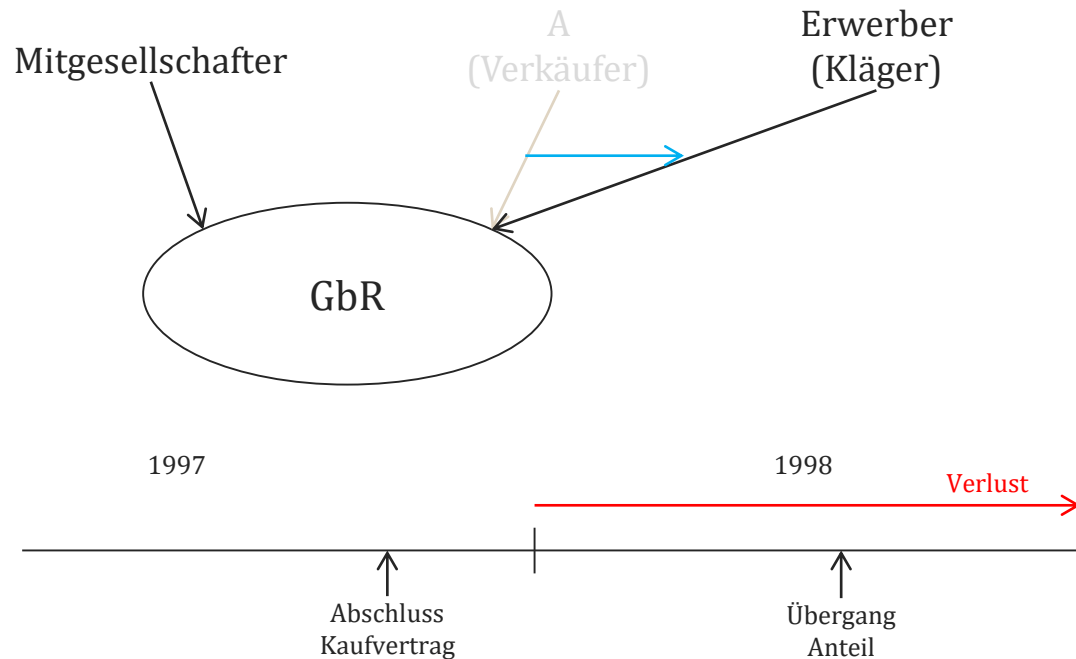 Mitgesellschafter
A
(Verkäufer)
Erwerber
(Kläger)
GbR
1997
1998
Verlust
Abschluss
Kaufvertrag
Übergang
Anteil